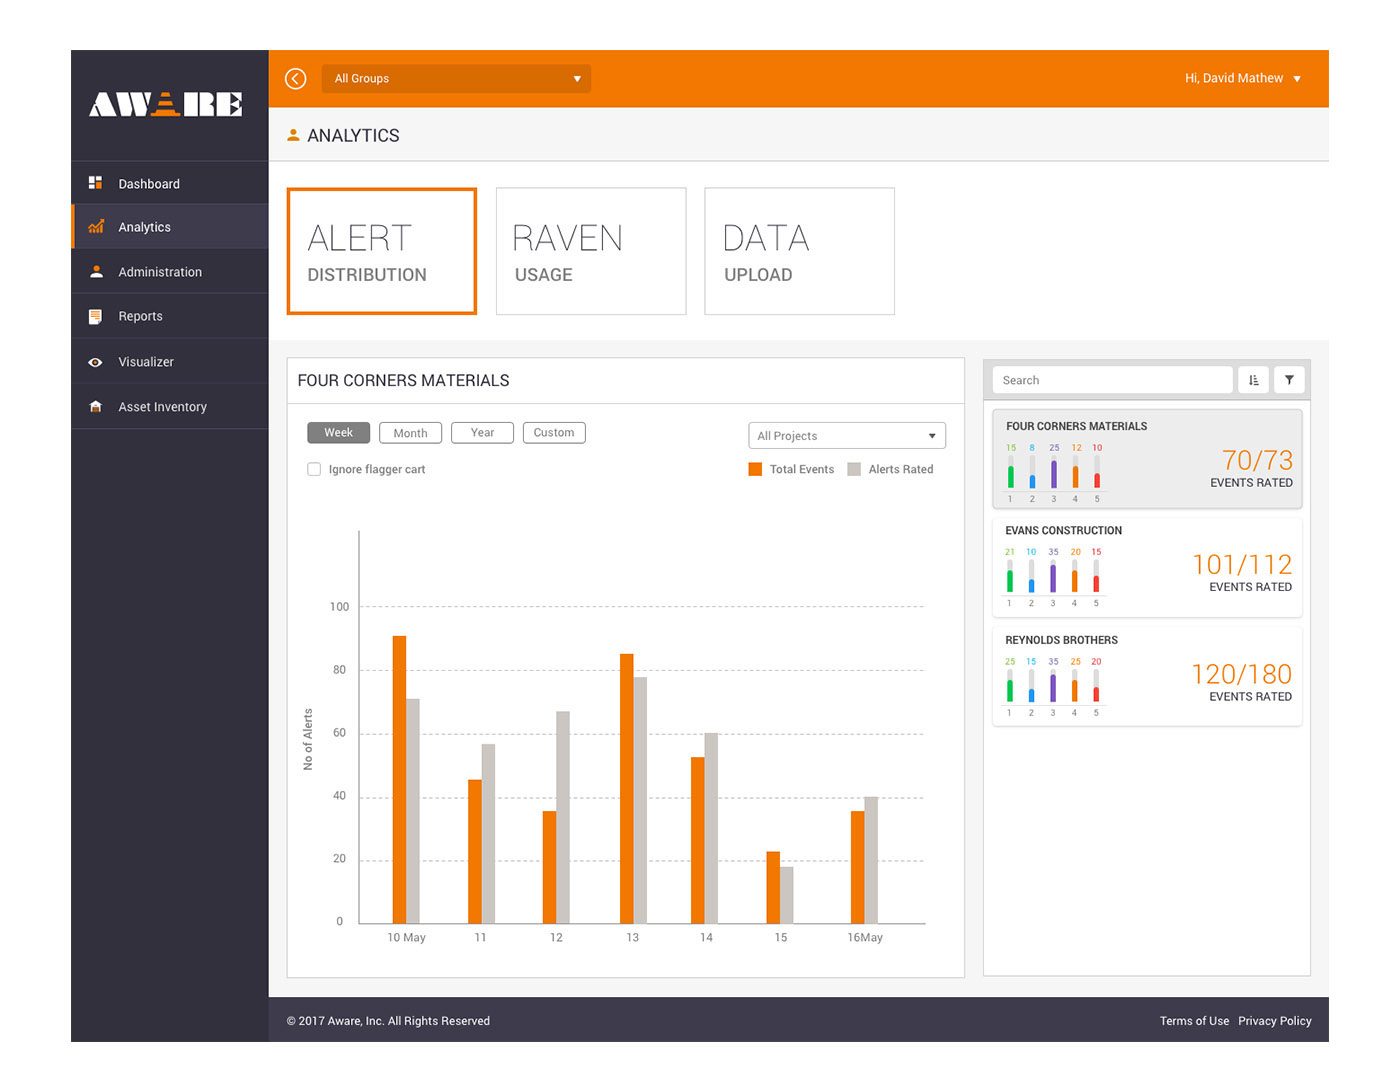 AWARE
All Groups
Hi, David Mathew
ANALYTICS
Dashboard
Analytics
Administration
Reports
Visualizer
Asset Inventory
ALERT
DISTRIBUTION
RAVEN
USAGE
DATA
UPLOAD
FOUR CORNERS MATERIALS
Week Month Year Custom
All Projects
Ignore flagger cart
Total Events Alerts Rated
No of Alerts
100
80
60
40
20
0
10 May 11 12 13 14 15 16May
Search
FOUR CORNERS MATERIALS
15 8 25 12 10
70/73
EVENTS RATED
1 2 3 4 5
EVANS CONSTRUCTION
21 10 35 20 15
101/112
EVENTS RATED
1 2 3 4 5
REYNOLDS BROTHERS
25 15 35 25 20
120/180
EVENTS RATED
1 2 3 4 5
© 2017 Aware, Inc. All Rights Reserved
Terms of Use Privacy Policy